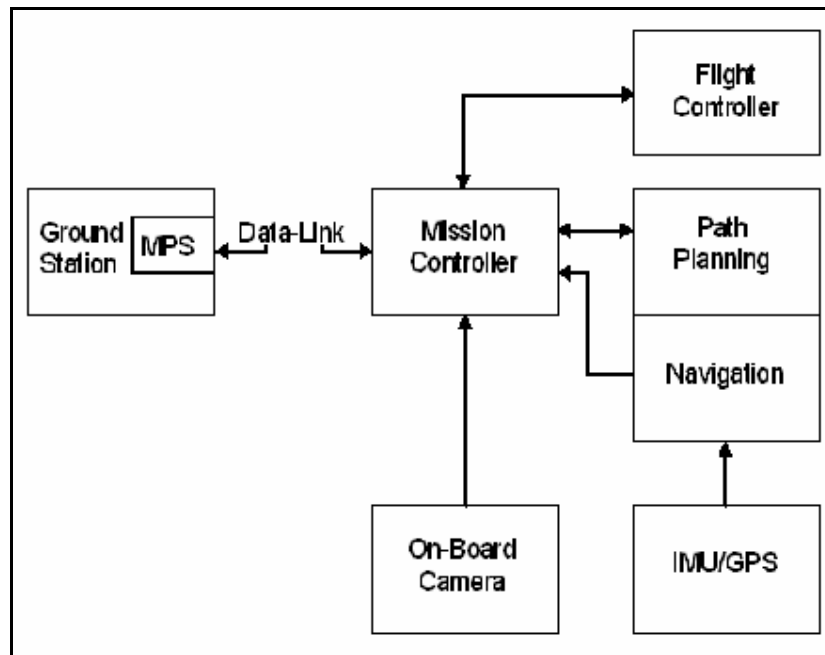 Flight
Controller
Ground
Station
MPS
Data-Link
Mission
Controller
Path
Planning
Navigation
On-Board
Camera
IMU/GPS